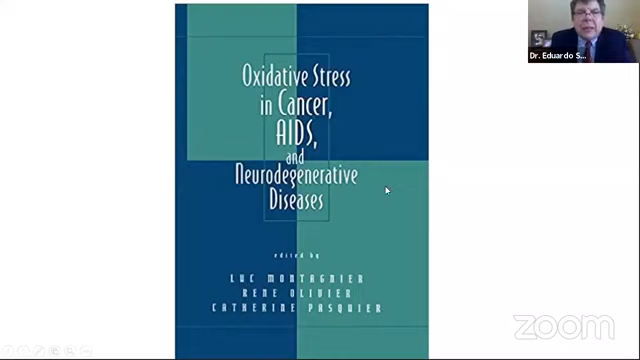 Oxidative Stress
in Cancer,
AIDS,
and
Neurodegenerative
Diseases
edited by
LUC MONTAGNIER
RENE OLIVIER
CATHERINE PASQUIER
Dr. Eduardo S...
zoom